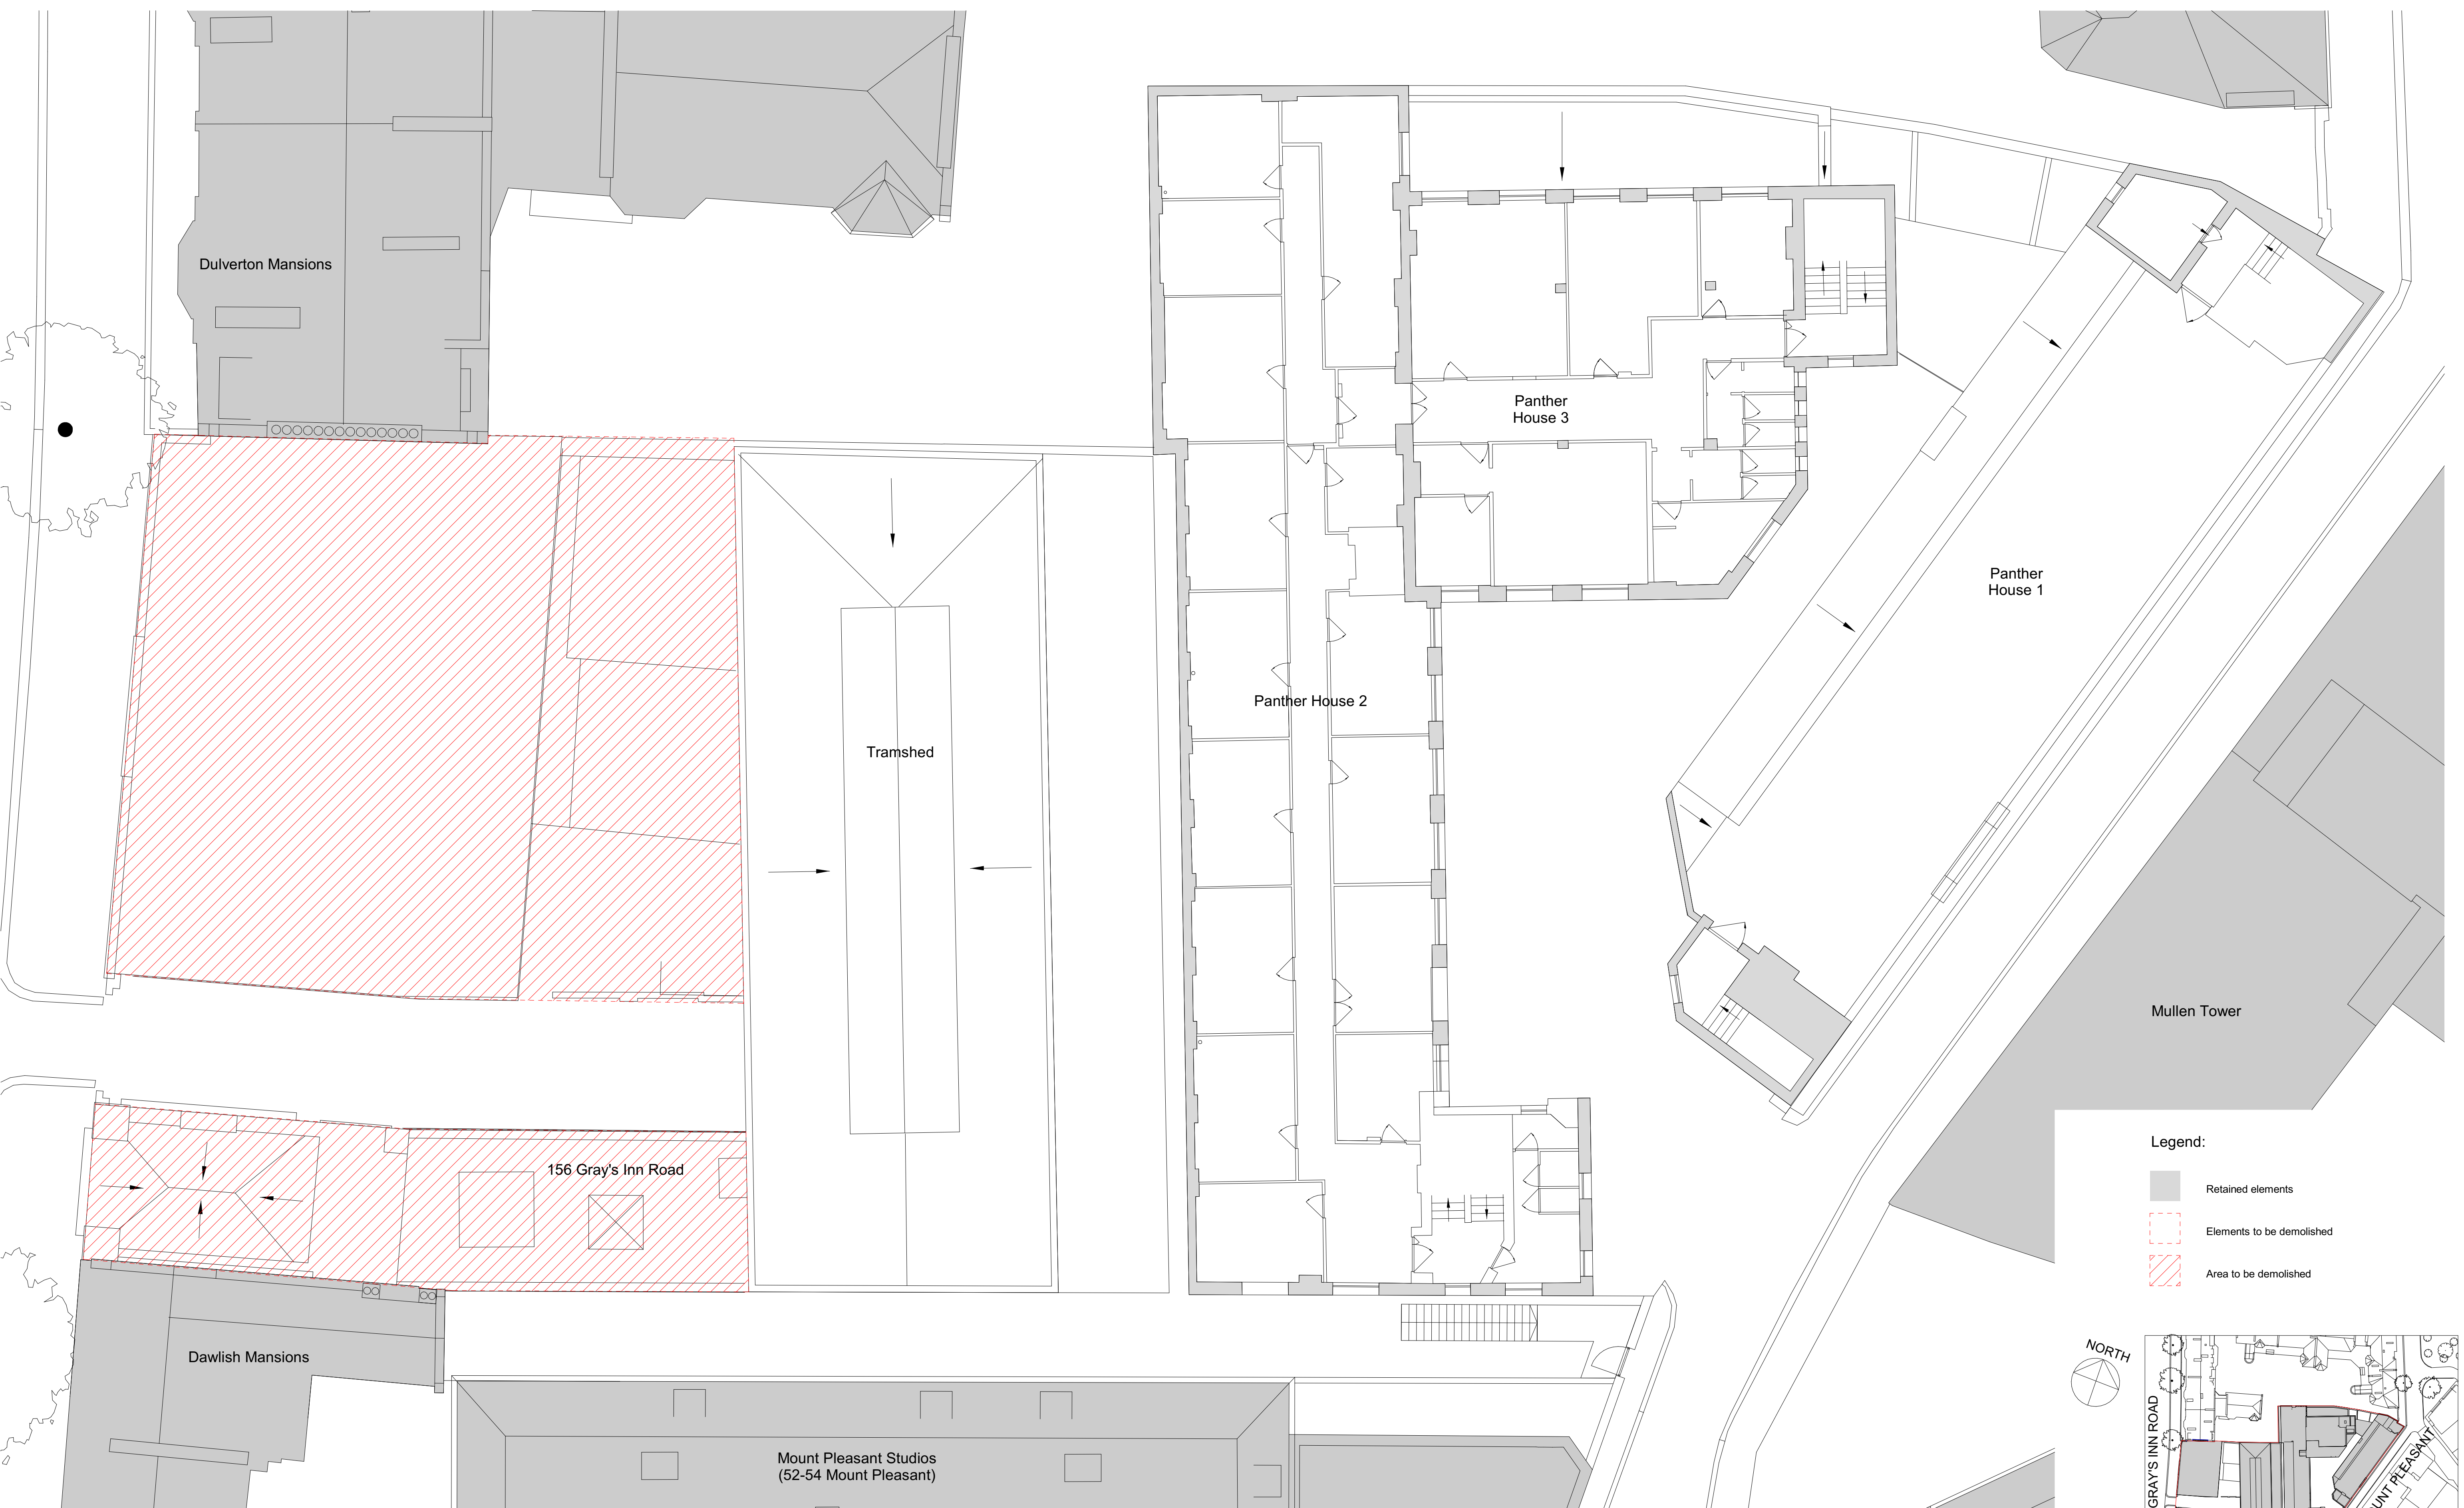 Dulverton Mansions
Panther
House 3
Panther
House 1
Panther House 2
Tramshed
Mullen Tower
156 Gray's Inn Road
Dawlish Mansions
Mount Pleasant Studios
(52-54 Mount Pleasant)
Legend:
Retained elements
Elements to be demolished
Area to be demolished
NORTH
GRAY'S INN ROAD
UNT PLEASANT